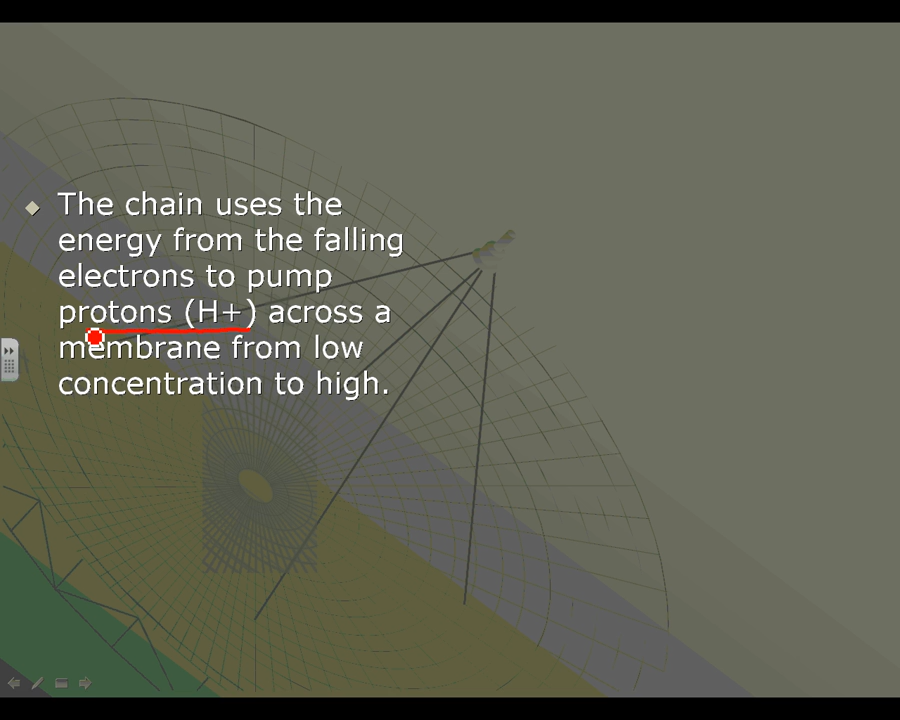 The chain uses the
energy from the falling
electrons to pump
protons (H+) across a
membrane from low
concentration to high.